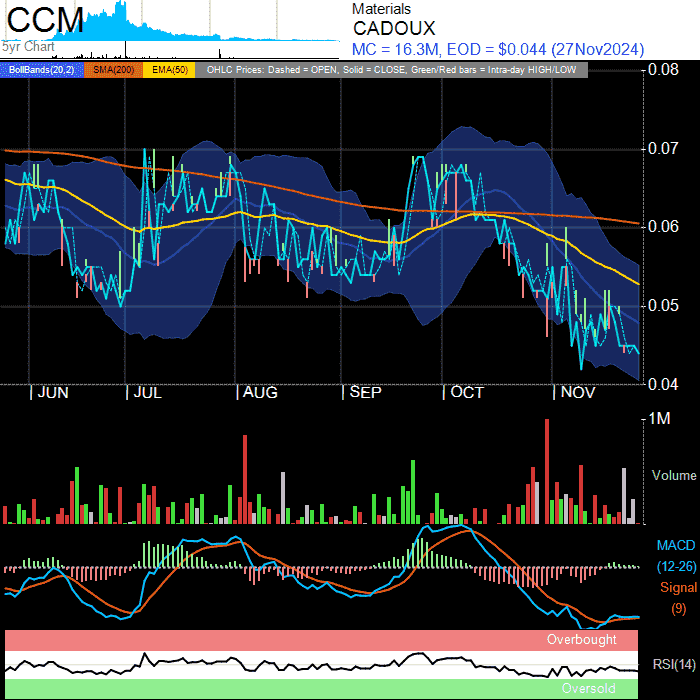 CCM
5yr Chart
Materials
CADOUX
MC = 16.3M, EOD = $0.044 (27Nov2024)
BollBands(20,2) SMA(200) EMA(50) OHLC Prices: Dashed = OPEN, Solid = CLOSE, Green/Red bars = Intra-day HIGH/LOW
0.08
0.07
0.06
0.05
0.04
| JUN | JUL | AUG | SEP | OCT | NOV
1M
Volume
MACD
(12-26)
Signal
(9)
Overbought
RSI(14)
Oversold